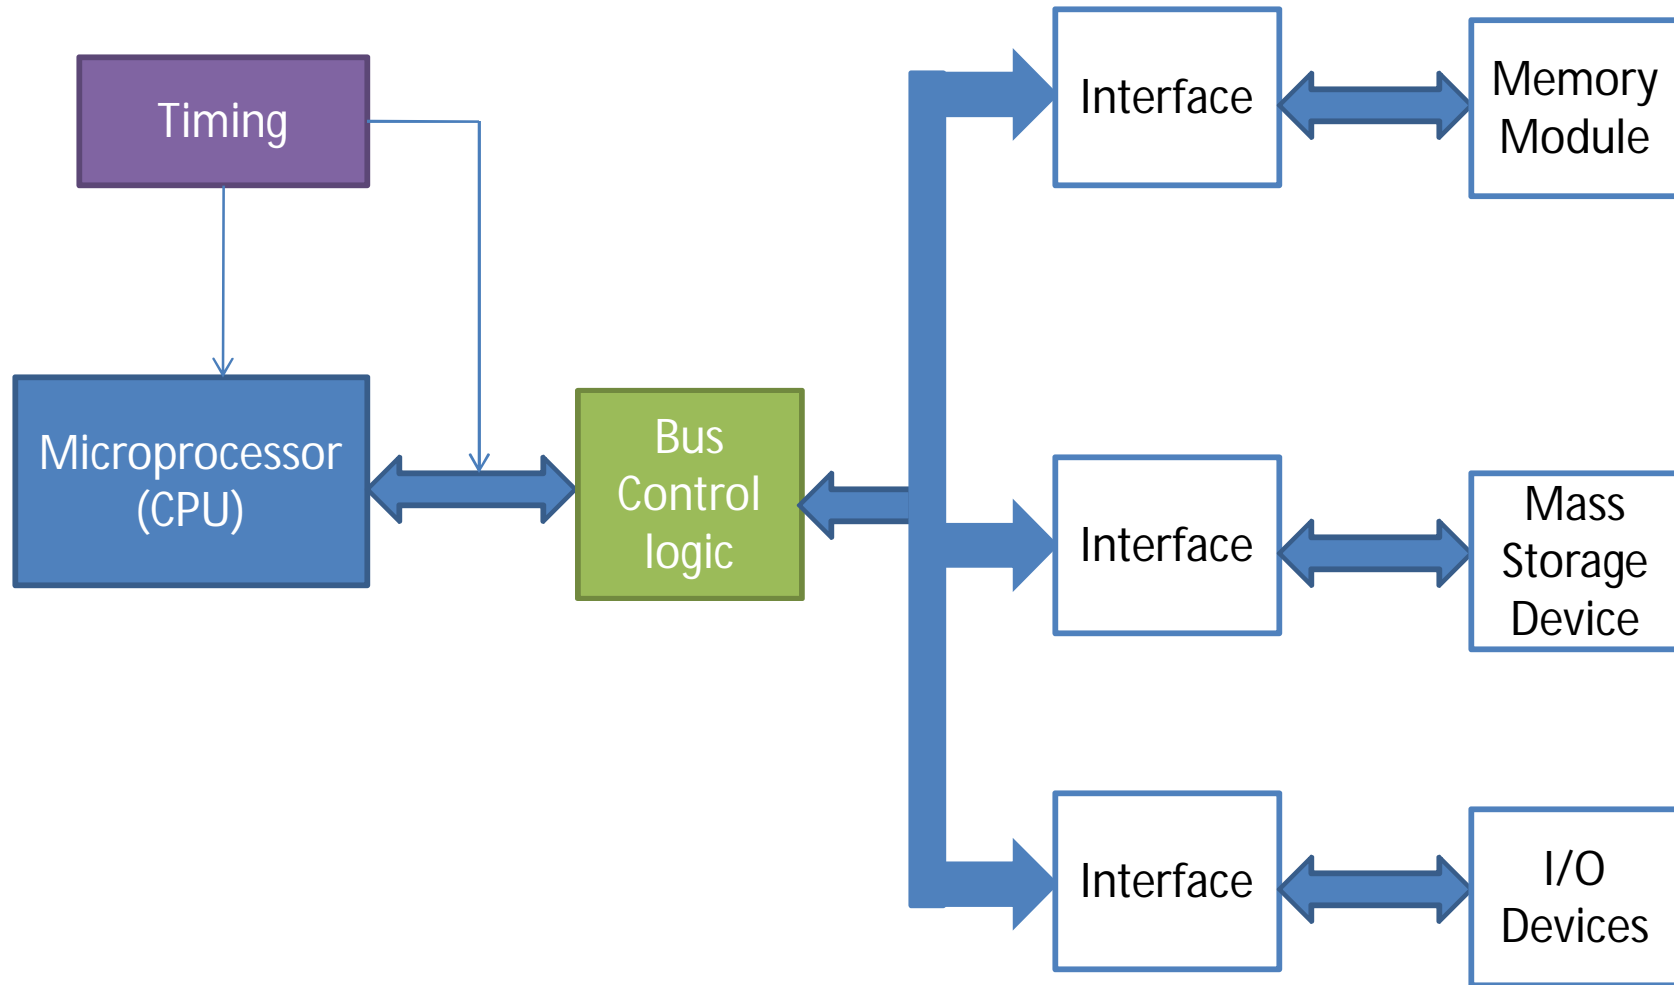 Timing
Microprocessor
(CPU)
Bus
Control
logic
Interface
Memory
Module
Interface
Mass
Storage
Device
Interface
I/O
Devices